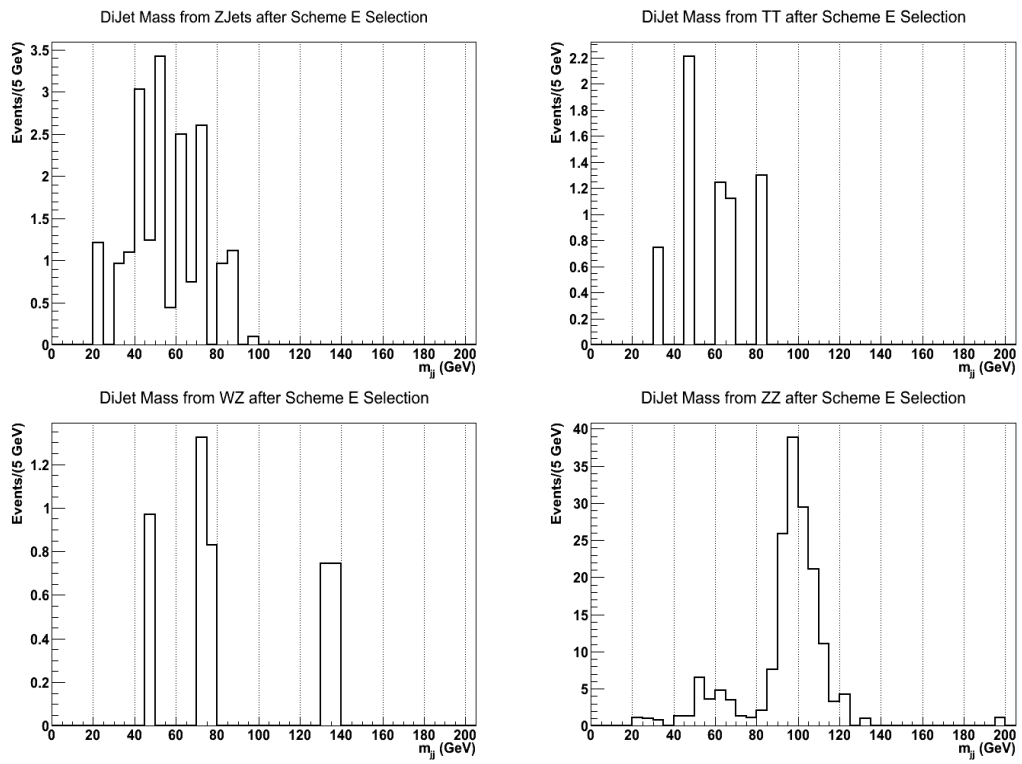 DiJet Mass from ZJets after Scheme E Selection
Events/(5 GeV)
3.5
3
2.5
2
1.5
1
0.5
0
0 20 40 60 80 100 120 140 160 180 200
m_jj (GeV)
DiJet Mass from TT after Scheme E Selection
Events/(5 GeV)
2.2
2
1.8
1.6
1.4
1.2
1
0.8
0.6
0.4
0.2
0
0 20 40 60 80 100 120 140 160 180 200
m_jj (GeV)
DiJet Mass from WZ after Scheme E Selection
Events/(5 GeV)
1.2
1
0.8
0.6
0.4
0.2
0
0 20 40 60 80 100 120 140 160 180 200
m_jj (GeV)
DiJet Mass from ZZ after Scheme E Selection
Events/(5 GeV)
40
35
30
25
20
15
10
5
0
0 20 40 60 80 100 120 140 160 180 200
m_jj (GeV)